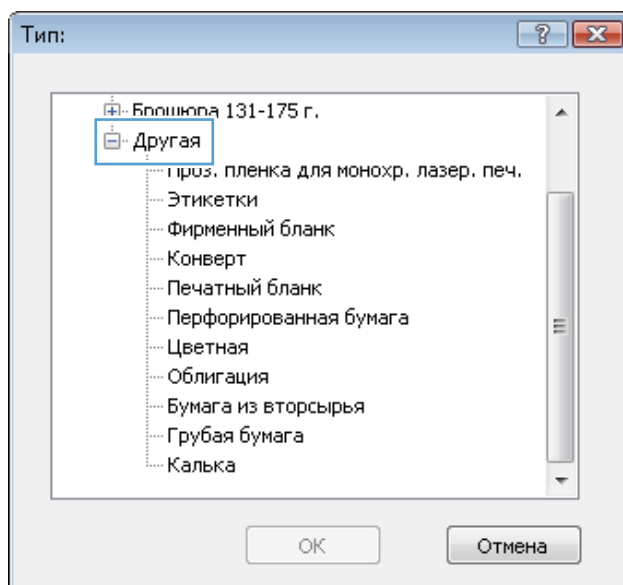 Тип:
Брошюра 131-175 г.
Другая
Проз. пленка для монохр. лазер. печ.
Этикетки
Фирменный бланк
Конверт
Печатный бланк
Перфорированная бумага
Цветная
Облигация
Бумага из вторсырья
Грубая бумага
Калька
ОК
Отмена